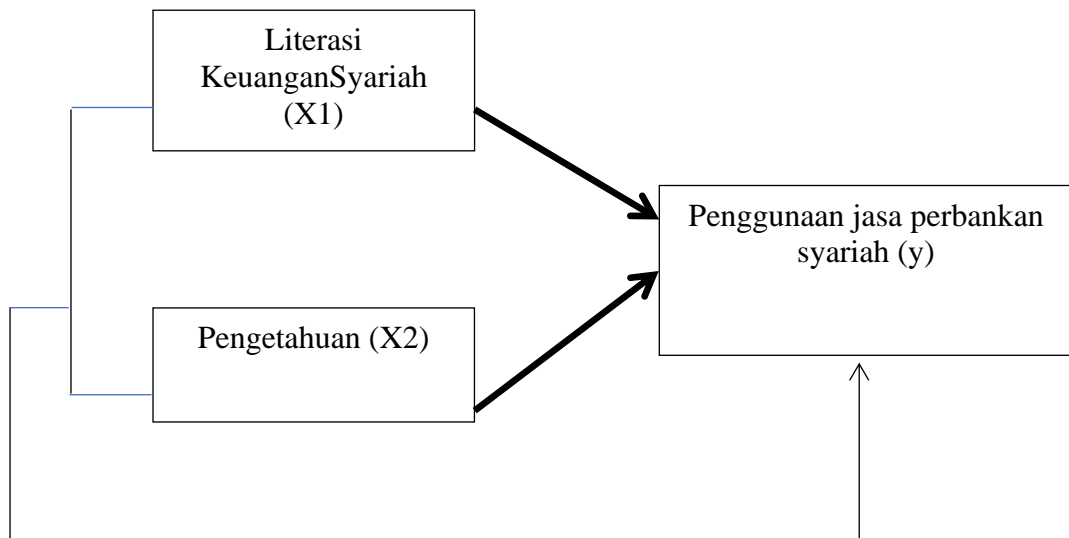 Literasi
KeuanganSyariah
(X1)
Penggunaan jasa perbankan
syariah (y)
Pengetahuan (X2)